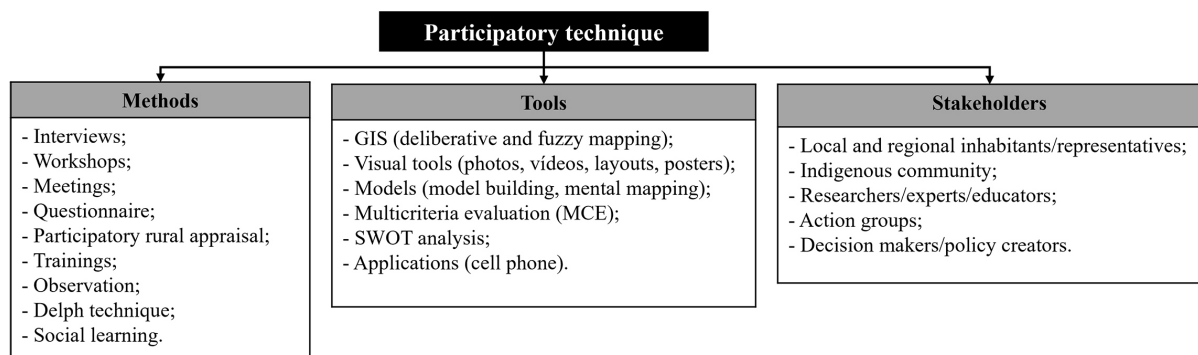 Participatory technique
Methods
- Interviews;
- Workshops;
- Meetings;
- Questionnaire;
- Participatory rural appraisal;
- Trainings;
- Observation;
- Delph technique;
- Social learning.
Tools
- GIS (deliberative and fuzzy mapping);
- Visual tools (photos, vídeos, layouts, posters);
- Models (model building, mental mapping);
- Multicriteria evaluation (MCE);
- SWOT analysis;
- Applications (cell phone).
Stakeholders
- Local and regional inhabitants/representatives;
- Indigenous community;
- Researchers/experts/educators;
- Action groups;
- Decision makers/policy creators.